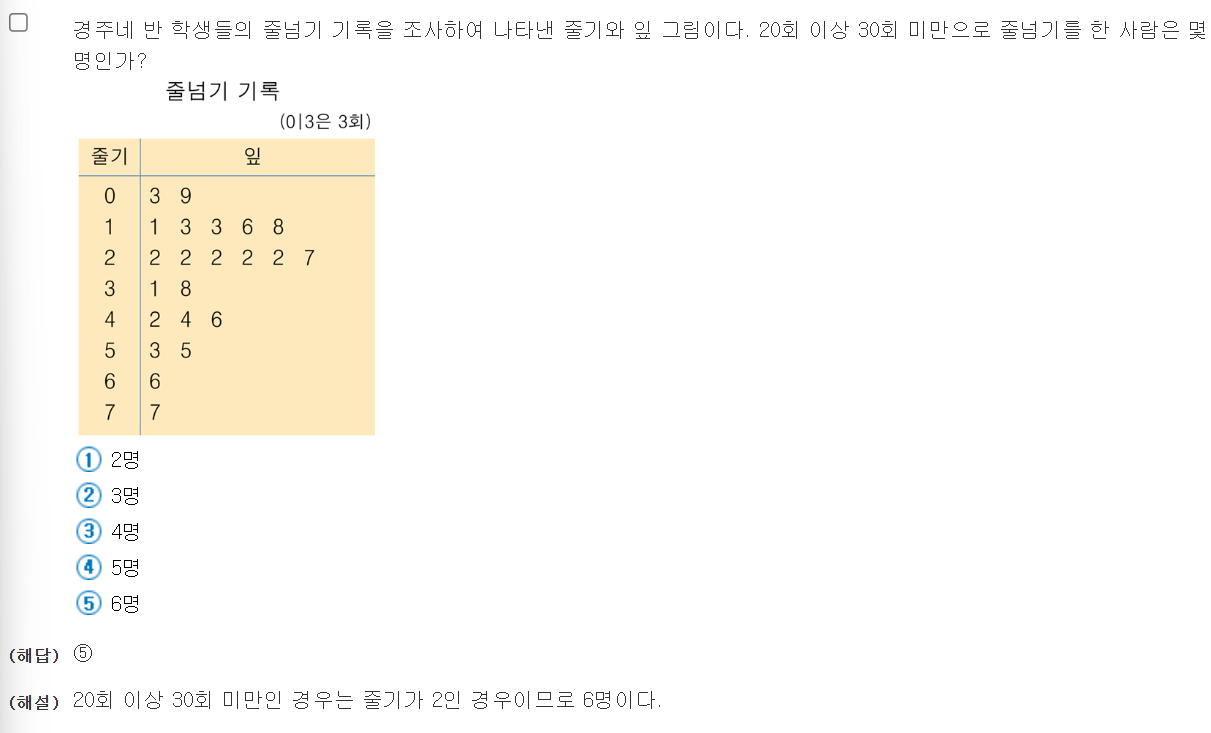 경주네 반 학생들의 줄넘기 기록을 조사하여 나타낸 줄기와 잎 그림이다. 20회 이상 30회 미만으로 줄넘기를 한 사람은 몇
명인가?
줄넘기 기록
(0|3은 3회)
줄기 잎
0 3 9
1 1 3 3 6 8
2 2 2 2 2 2 7
3 1 8
4 2 4 6
5 3 5
6 6
7 7
① 2명
② 3명
③ 4명
④ 5명
⑤ 6명
(해답) ⑤
(해설) 20회 이상 30회 미만인 경우는 줄기가 2인 경우이므로 6명이다.